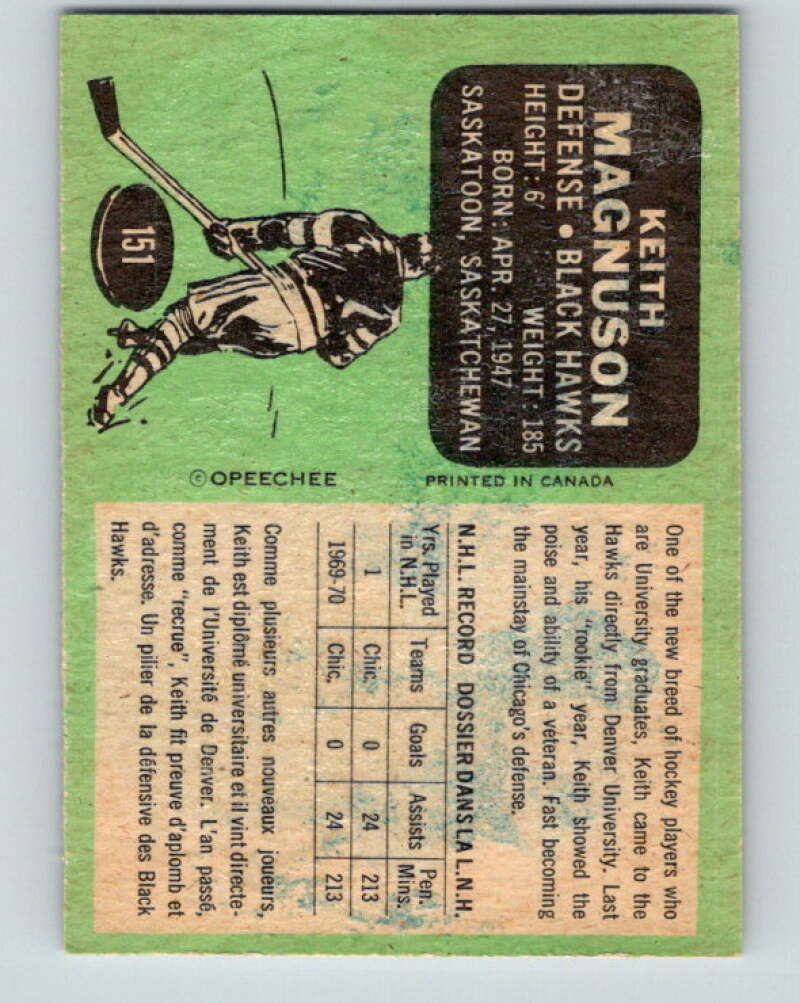 KEITH
MAGNUSON
DEFENSE • BLACK HAWKS
HEIGHT: 6' WEIGHT: 185
BORN: APR. 27, 1947
SASKATOON, SASKATCHEWAN
151
© OPEECHEE
PRINTED IN CANADA
One of the new breed of hockey players who
are University graduates, Keith came to the
Hawks directly from Denver University. Last
year, his "rookie" year, Keith showed the
poise and ability of a veteran. Fast becoming
the mainstay of Chicago's defense.
N.H.L. RECORD DOSSIER DANS LA L.N.H.
Yrs. Played in N.H.L. Teams Goals Assists Pen. Mins.
1 Chic. 0 24 213
1969-70 Chic. 0 24 213
Comme plusieurs autres nouveaux joueurs,
Keith est diplômé universitaire et il vint directe-
ment de l'Université de Denver. L'an passé,
comme "recrue", Keith fit preuve d'aplomb et
d'adresse. Un pilier de la défensive des Black
Hawks.